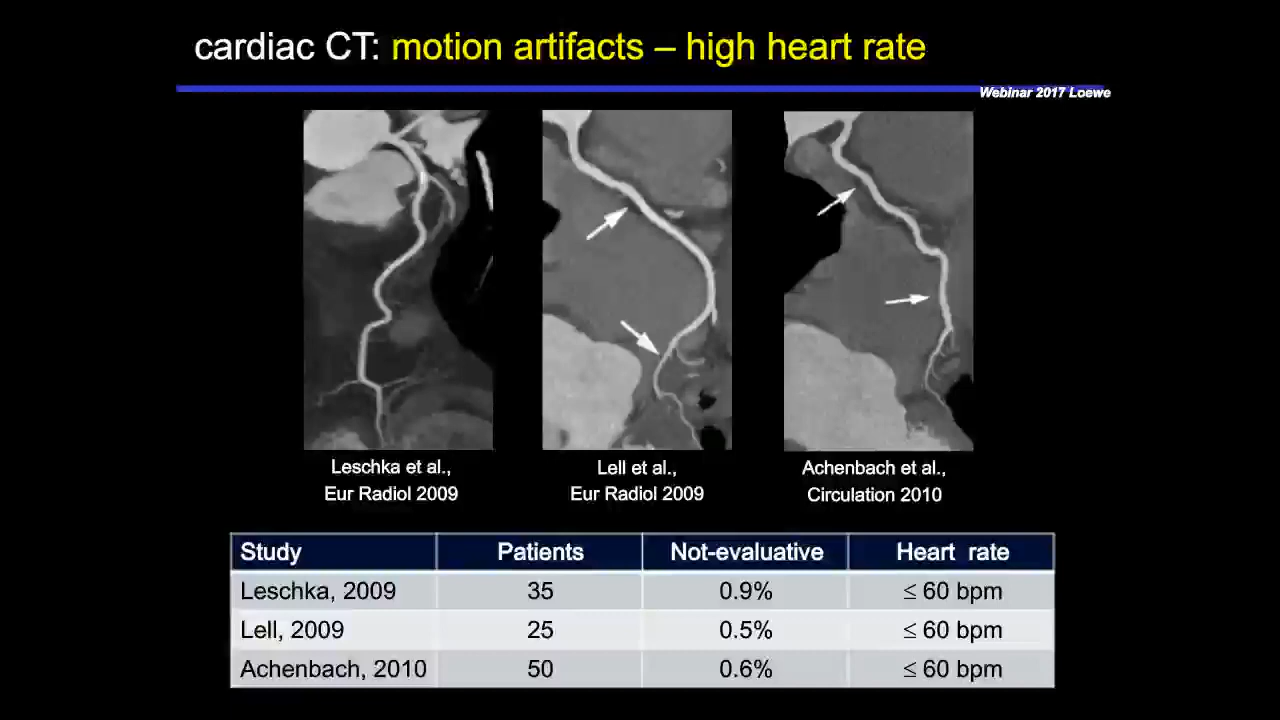 cardiac CT: motion artifacts – high heart rate
Webinar 2017 Loewe
Leschka et al.,
Eur Radiol 2009
Lell et al.,
Eur Radiol 2009
Achenbach et al.,
Circulation 2010
Study Patients Not-evaluative Heart rate
Leschka, 2009 35 0.9% ≤ 60 bpm
Lell, 2009 25 0.5% ≤ 60 bpm
Achenbach, 2010 50 0.6% ≤ 60 bpm